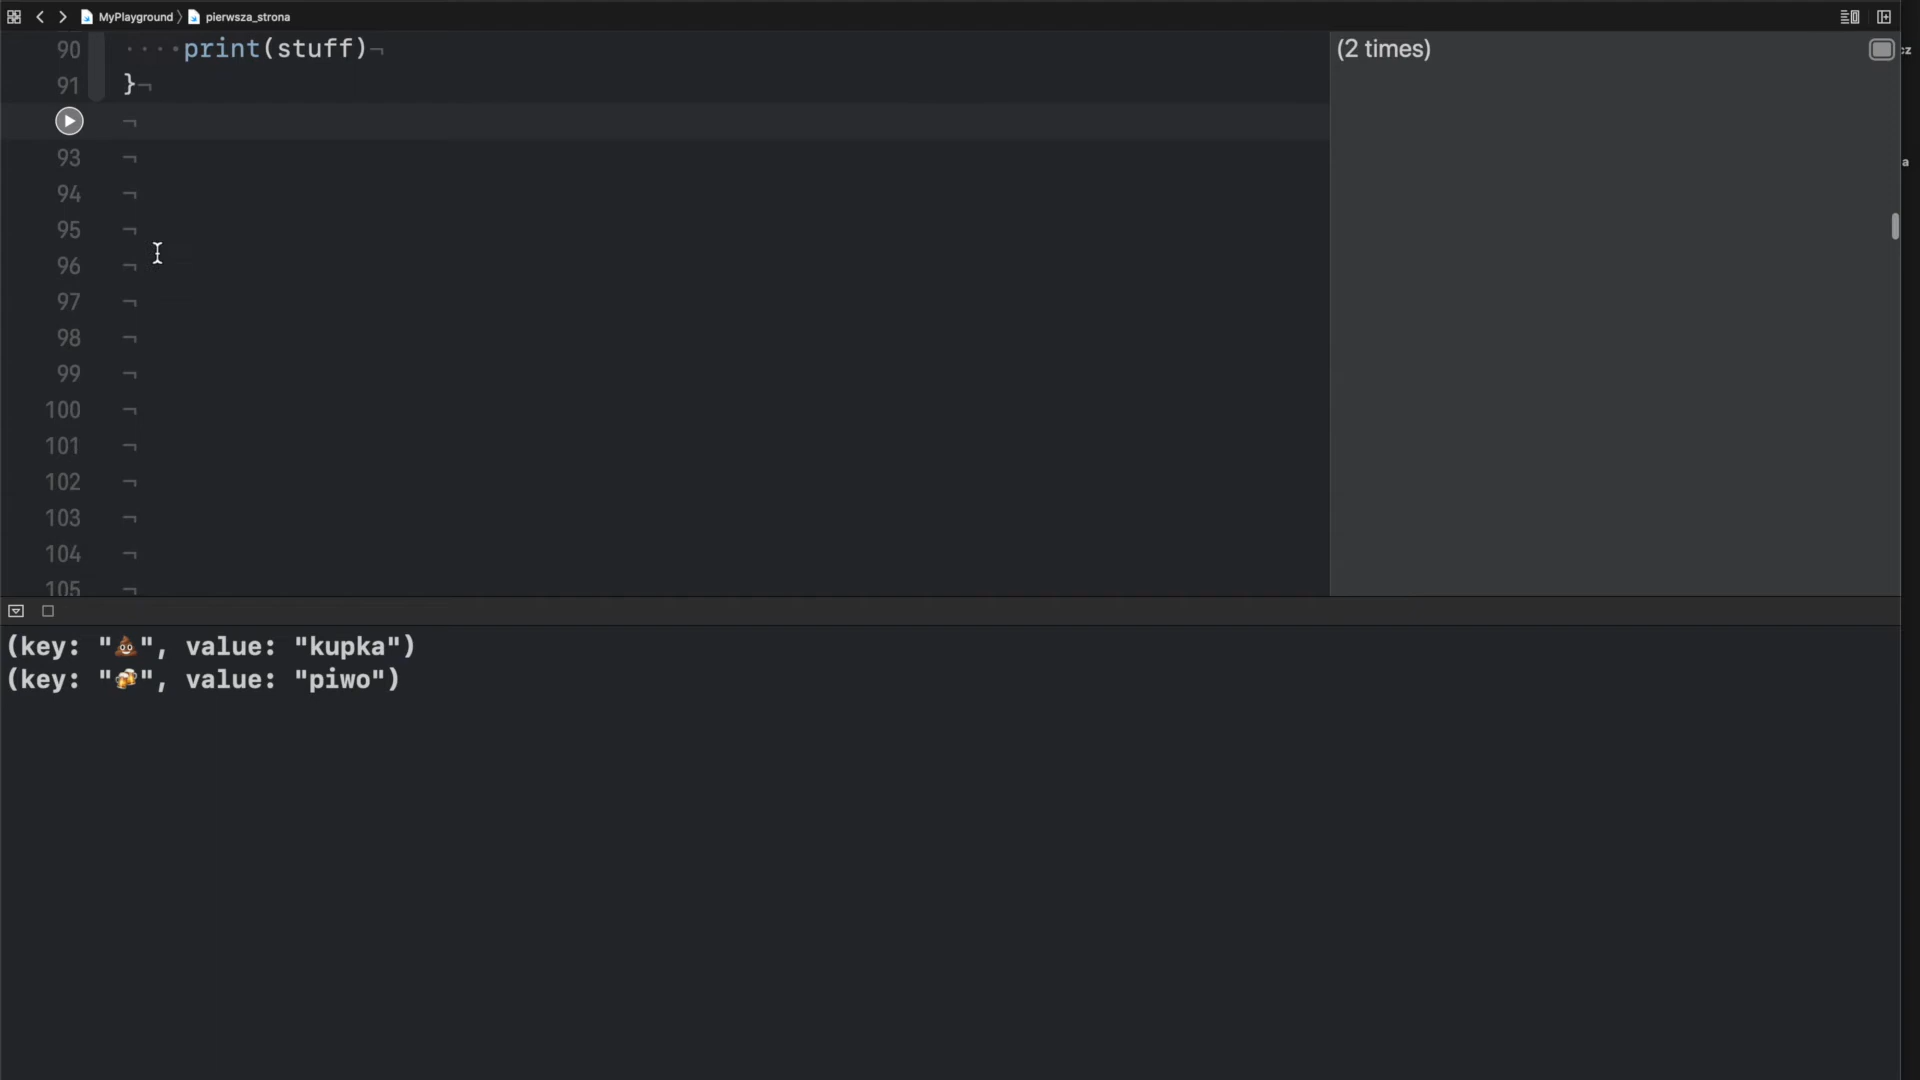 MyPlayground 〉 pierwsza_strona
90 ····print(stuff)¬ (2 times)
91 }¬
¬
93 ¬
94 ¬
95 ¬
96 ¬
97 ¬
98 ¬
99 ¬
100 ¬
101 ¬
102 ¬
103 ¬
104 ¬
105 ¬
(key: "💩", value: "kupka")
(key: "🍻", value: "piwo")
cz
a